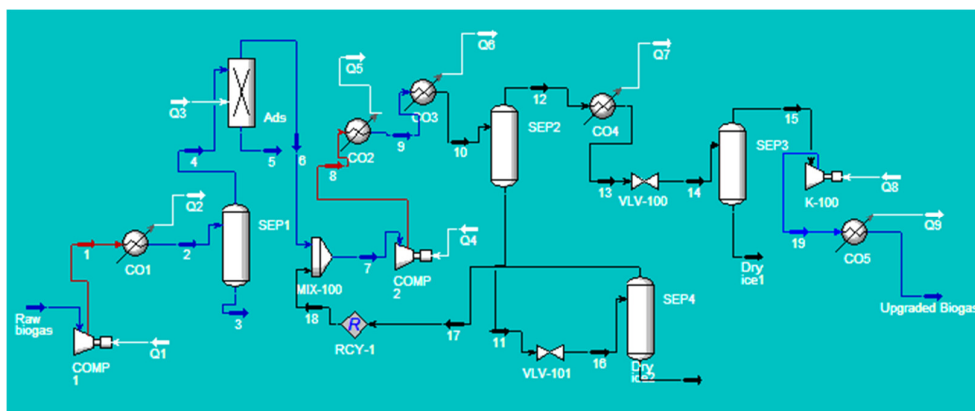 Q6
Q5
Q7
12
CO3
Q3
Ads
CO2
SEP2
CO4
15
SEP3
4
5
6
8
9
10
K-100
Q8
13
VLV-100
14
Q2
SEP1
Q4
19
Q9
1
CO1
2
MIX-100
7
COMP
2
Dry
ice1
CO5
Raw
biogas
3
18
RCY-1
17
11
SEP4
Upgraded Biogas
Q1
VLV-101
16
COMP
1
Dry
ice2